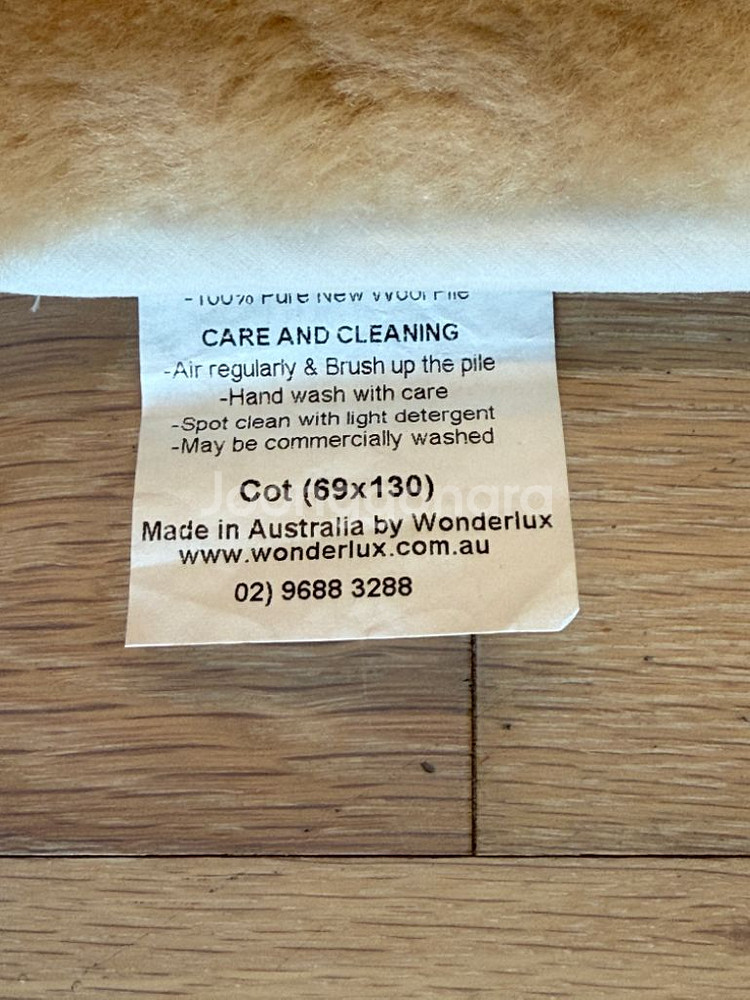 -100% Pure New Wool Pile
CARE AND CLEANING
-Air regularly & Brush up the pile
-Hand wash with care
-Spot clean with light detergent
-May be commercially washed
Cot (69x130)
Joonggonara
Made in Australia by Wonderlux
www.wonderlux.com.au
02) 9688 3288